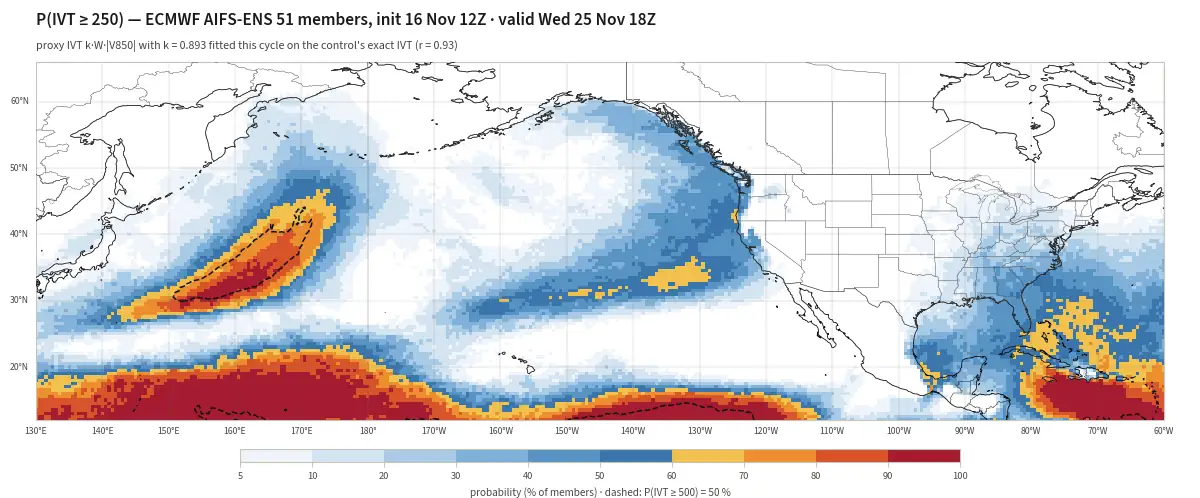 P(IVT ≥ 250) — ECMWF AIFS-ENS 51 members, init 16 Nov 12Z · valid Wed 25 Nov 18Z
proxy IVT k·W·|V850| with k = 0.893 fitted this cycle on the control's exact IVT (r = 0.93)
60°N
50°N
40°N
30°N
20°N
130°E 140°E 150°E 160°E 170°E 180° 170°W 160°W 150°W 140°W 130°W 120°W 110°W 100°W 90°W 80°W 70°W 60°W
5 10 20 30 40 50 60 70 80 90 100
probability (% of members) · dashed: P(IVT ≥ 500) = 50 %